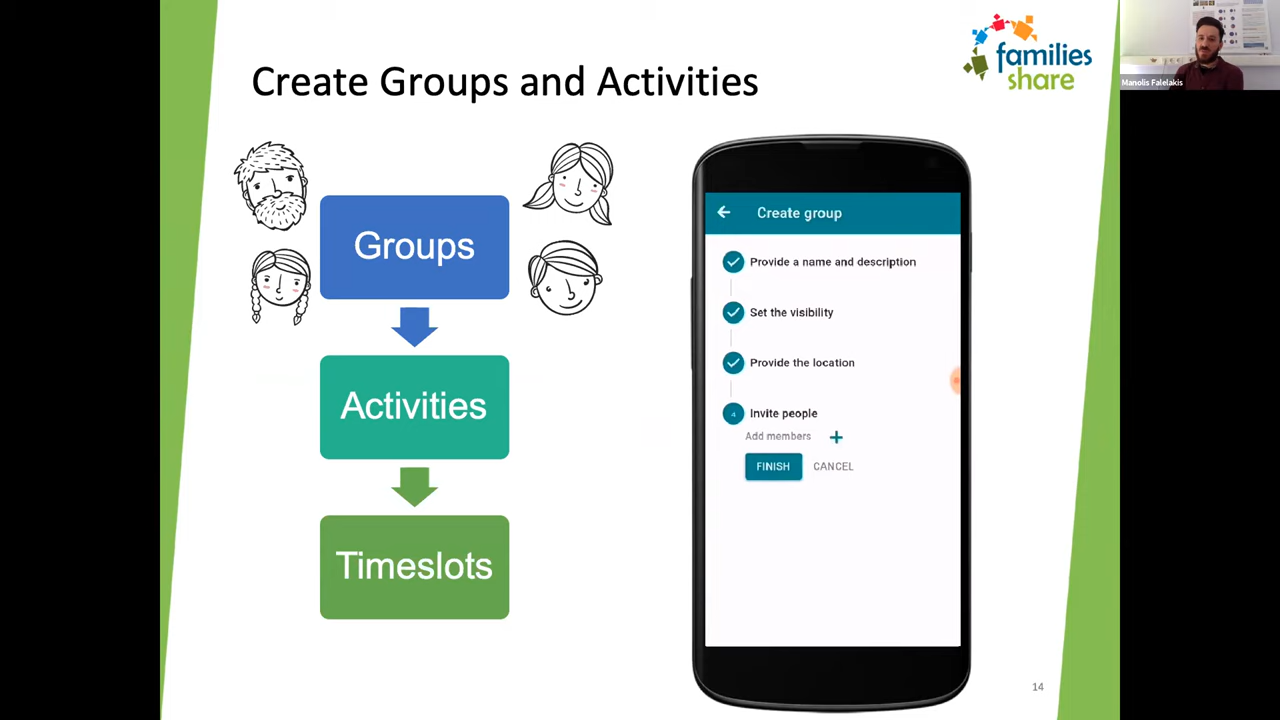 Create Groups and Activities
families
share
Manolis Falelakis
Groups
Activities
Timeslots
Create group
Provide a name and description
Set the visibility
Provide the location
4
Invite people
Add members +
FINISH CANCEL
14